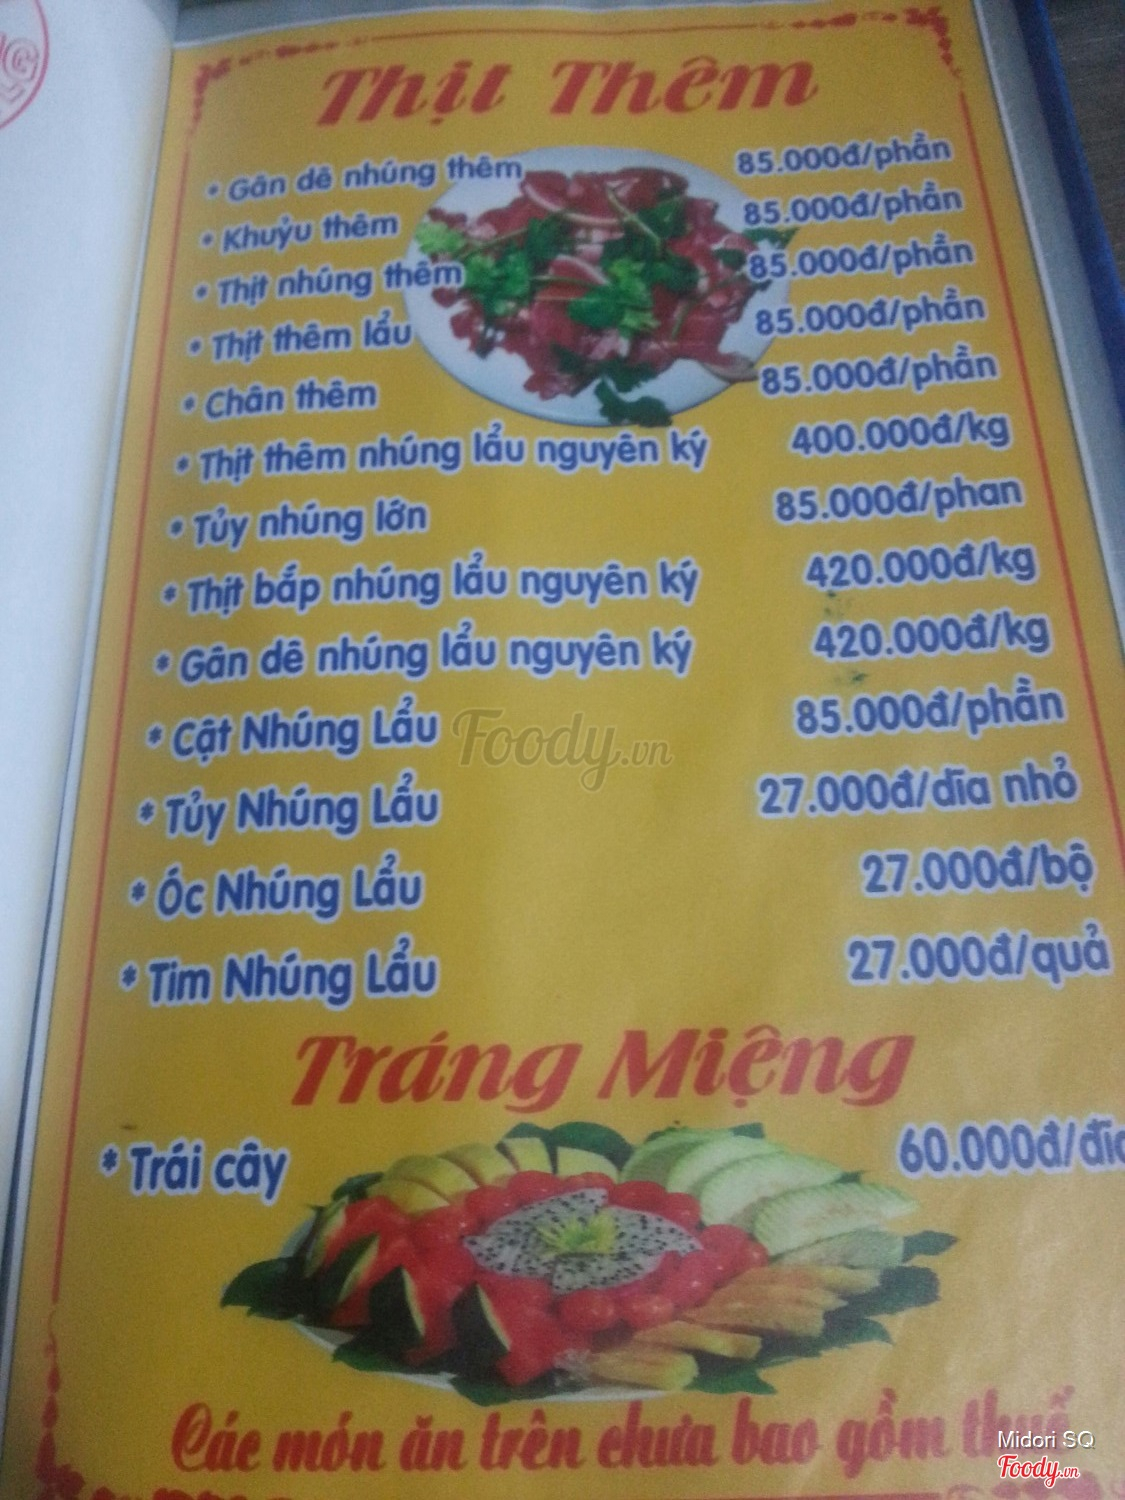 Thịt Thêm
* Gân dê nhúng thêm 85.000đ/phần
* Khuỷu thêm 85.000đ/phần
* Thịt nhúng thêm 85.000đ/phần
* Thịt thêm lẩu 85.000đ/phần
* Chân thêm 85.000đ/phần
* Thịt thêm nhúng lẩu nguyên ký 400.000đ/kg
* Tủy nhúng lớn 85.000đ/phan
* Thịt bắp nhúng lẩu nguyên ký 420.000đ/kg
* Gân dê nhúng lẩu nguyên ký 420.000đ/kg
* Cật Nhúng Lẩu 85.000đ/phần
* Tủy Nhúng Lẩu 27.000đ/dĩa nhỏ
* Óc Nhúng Lẩu 27.000đ/bộ
* Tim Nhúng Lẩu 27.000đ/quả
Foody.vn
Tráng Miệng
* Trái cây 60.000đ/
Các món ăn trên chưa bao gồm thuế
Midori SQ
Foody.vn